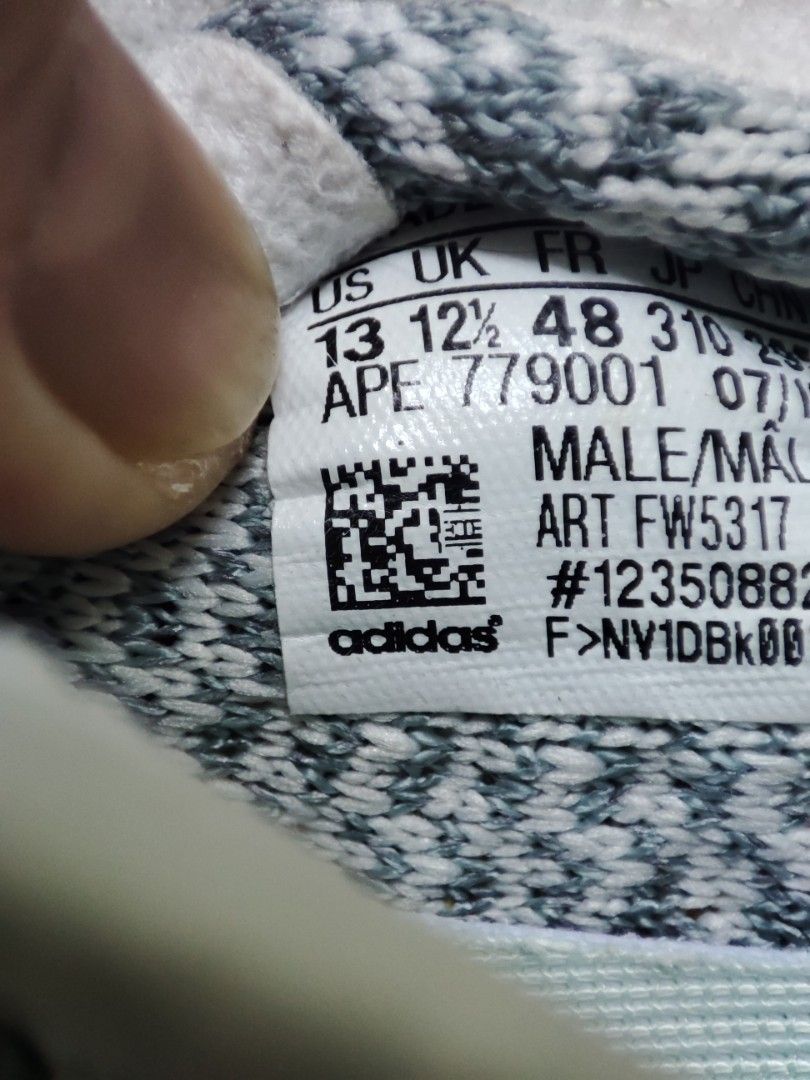 US UK FR JP CHN
13 12½ 48 310
APE 779001 07/
MALE/MÂL
ART FW5317
#12350882
F>NV1DBk00
adidas